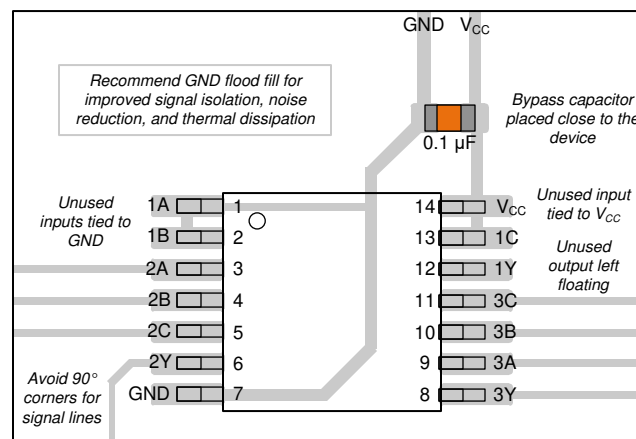 GND VCC
Recommend GND flood fill for
improved signal isolation, noise
reduction, and thermal dissipation
Bypass capacitor
placed close to the
device
0.1 µF
Unused
inputs tied to
GND
1A 1 14 VCC
1B 2 13 1C
2A 3 12 1Y
2B 4 11 3C
2C 5 10 3B
2Y 6 9 3A
GND 7 8 3Y
Unused input
tied to VCC
Unused
output left
floating
Avoid 90°
corners for
signal lines